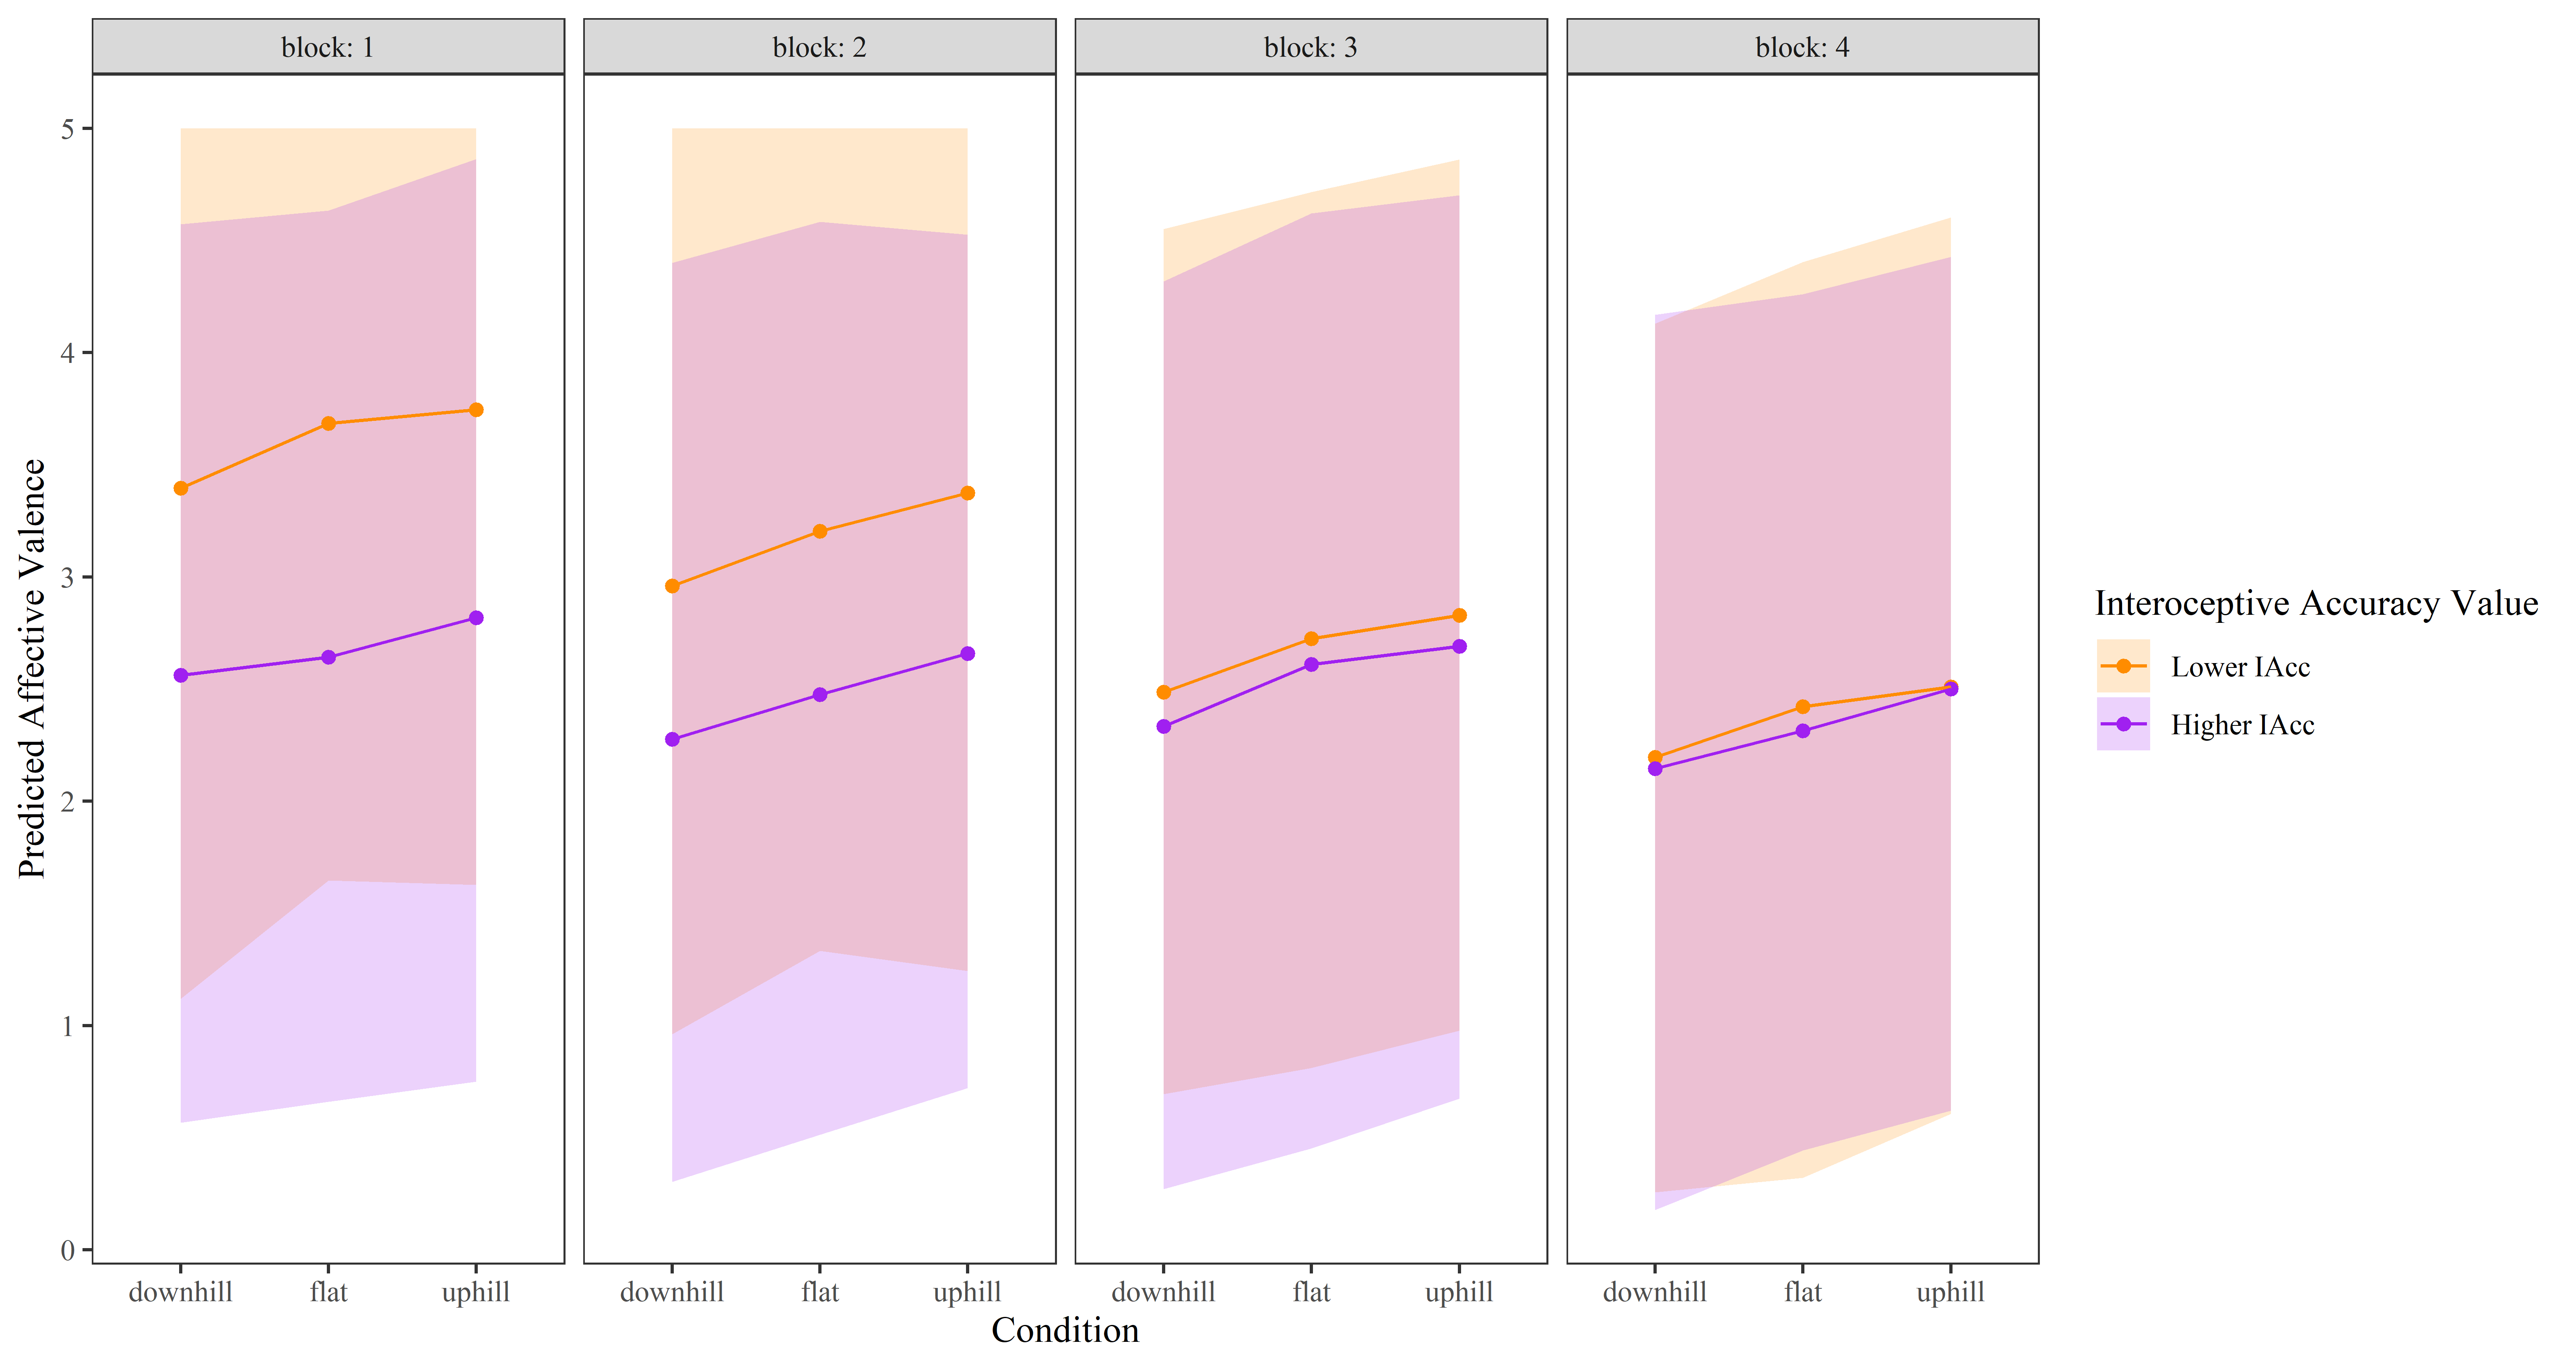 block: 1
block: 2
block: 3
block: 4
Predicted Affective Valence
5
4
3
2
1
0
downhill flat uphill
downhill flat uphill
downhill flat uphill
downhill flat uphill
Condition
Interoceptive Accuracy Value
Lower IAcc
Higher IAcc